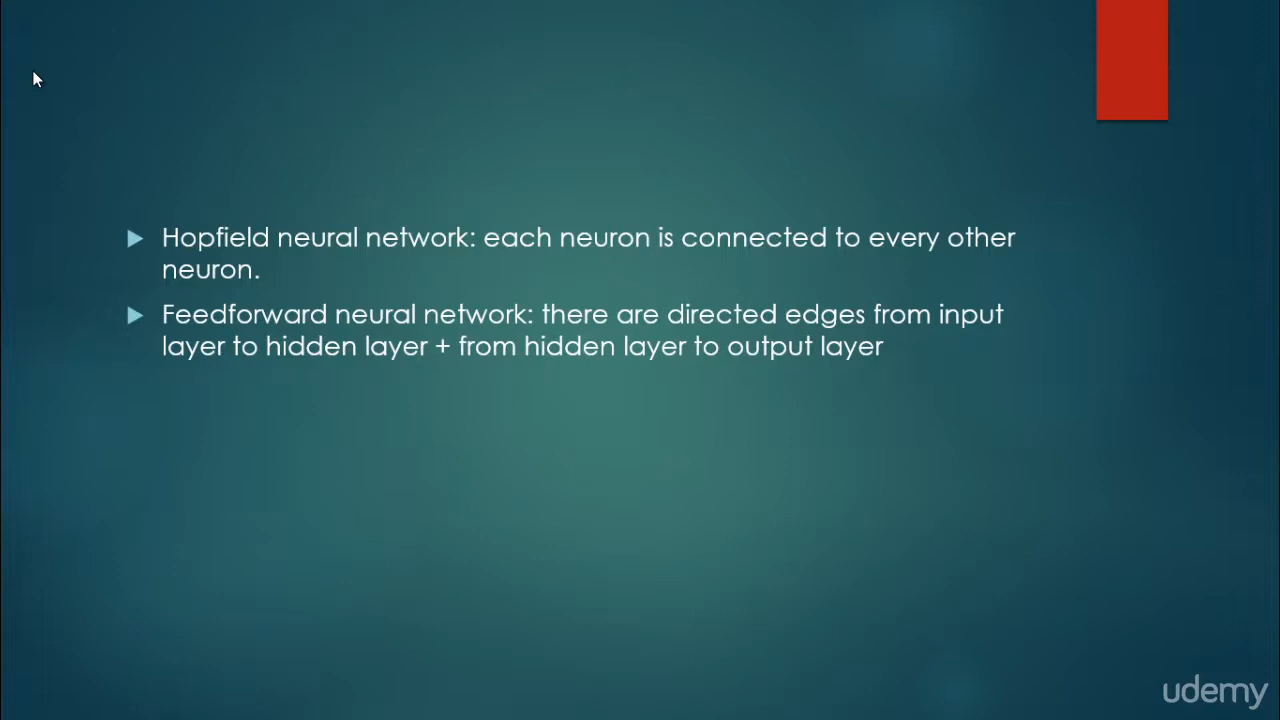 Hopfield neural network: each neuron is connected to every other
neuron.
Feedforward neural network: there are directed edges from input
layer to hidden layer + from hidden layer to output layer
udemy